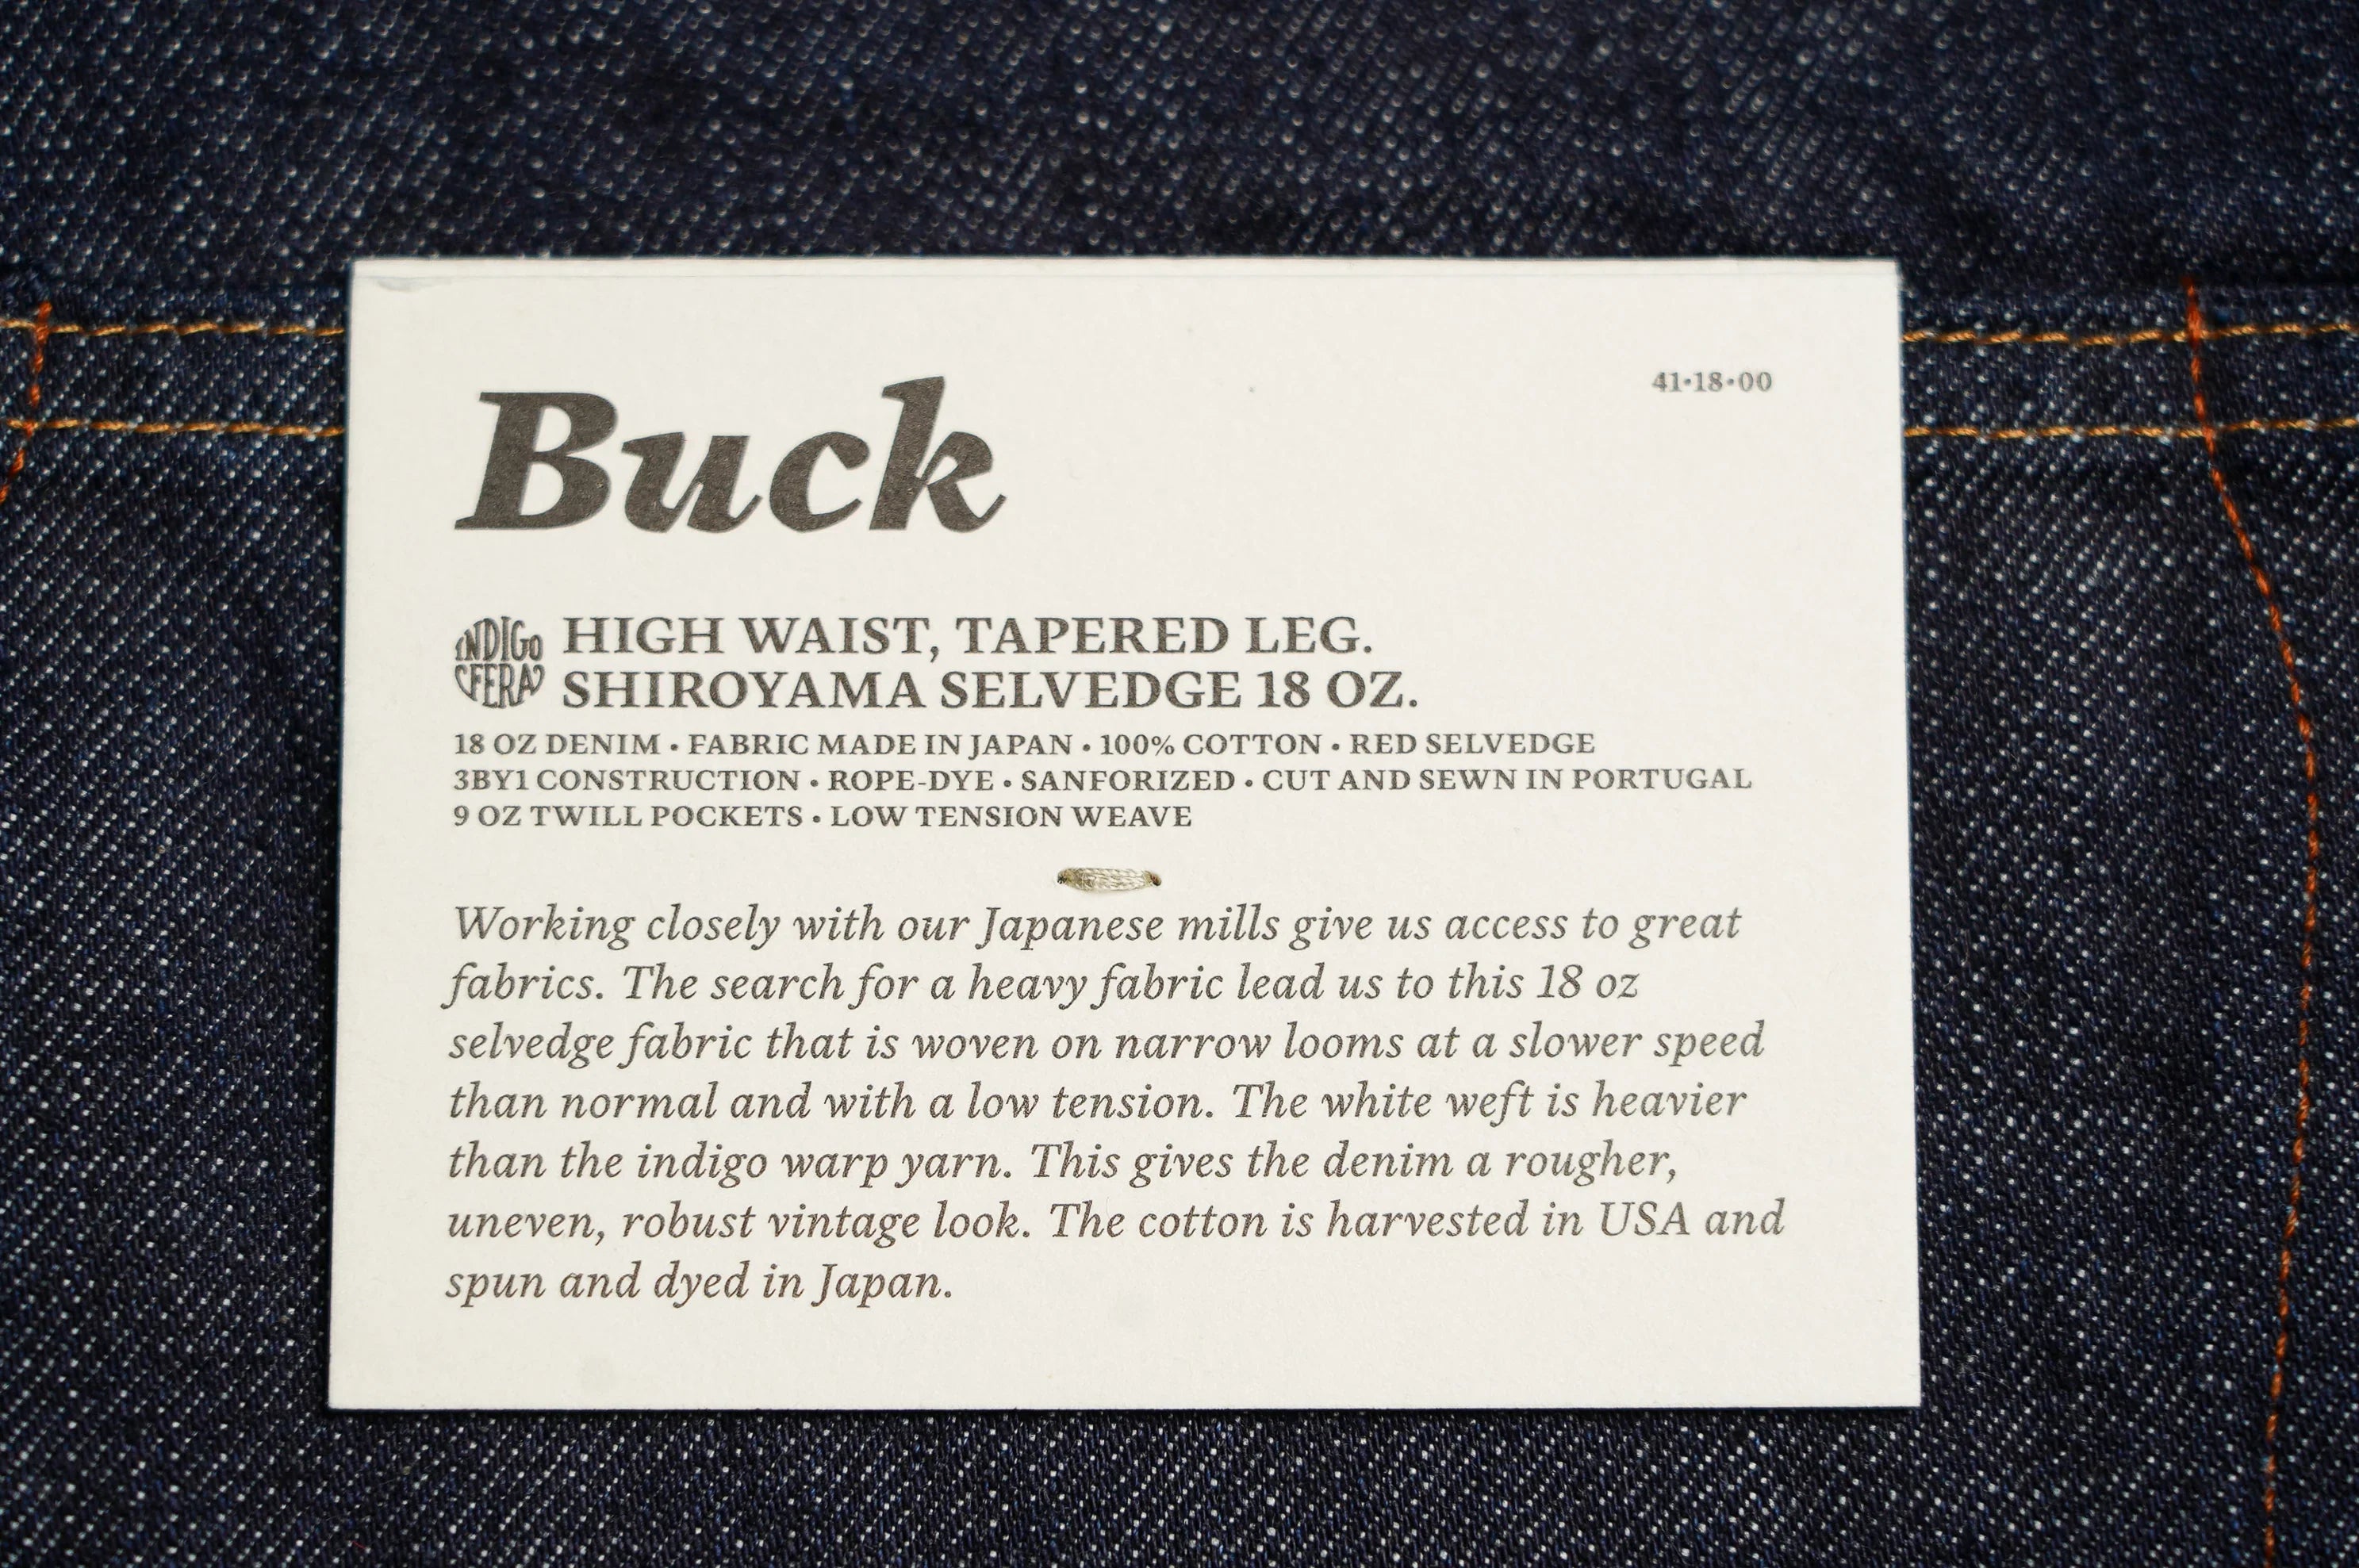 Buck
41·18·00
INDIGO
FERA
HIGH WAIST, TAPERED LEG.
SHIROYAMA SELVEDGE 18 OZ.
18 OZ DENIM • FABRIC MADE IN JAPAN • 100% COTTON • RED SELVEDGE
3BY1 CONSTRUCTION • ROPE-DYE • SANFORIZED • CUT AND SEWN IN PORTUGAL
9 OZ TWILL POCKETS • LOW TENSION WEAVE
Working closely with our Japanese mills give us access to great
fabrics. The search for a heavy fabric lead us to this 18 oz
selvedge fabric that is woven on narrow looms at a slower speed
than normal and with a low tension. The white weft is heavier
than the indigo warp yarn. This gives the denim a rougher,
uneven, robust vintage look. The cotton is harvested in USA and
spun and dyed in Japan.